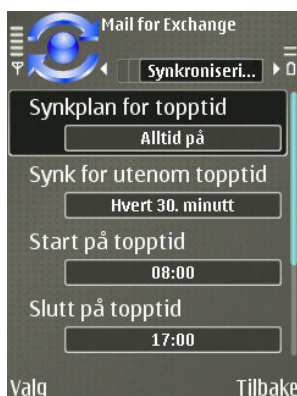 Mail for Exchange
Synkroniseri...
Synkplan for topptid
Alltid på
Synk for utenom topptid
Hvert 30. minutt
Start på topptid
08:00
Slutt på topptid
17:00
Valg
Tilbake